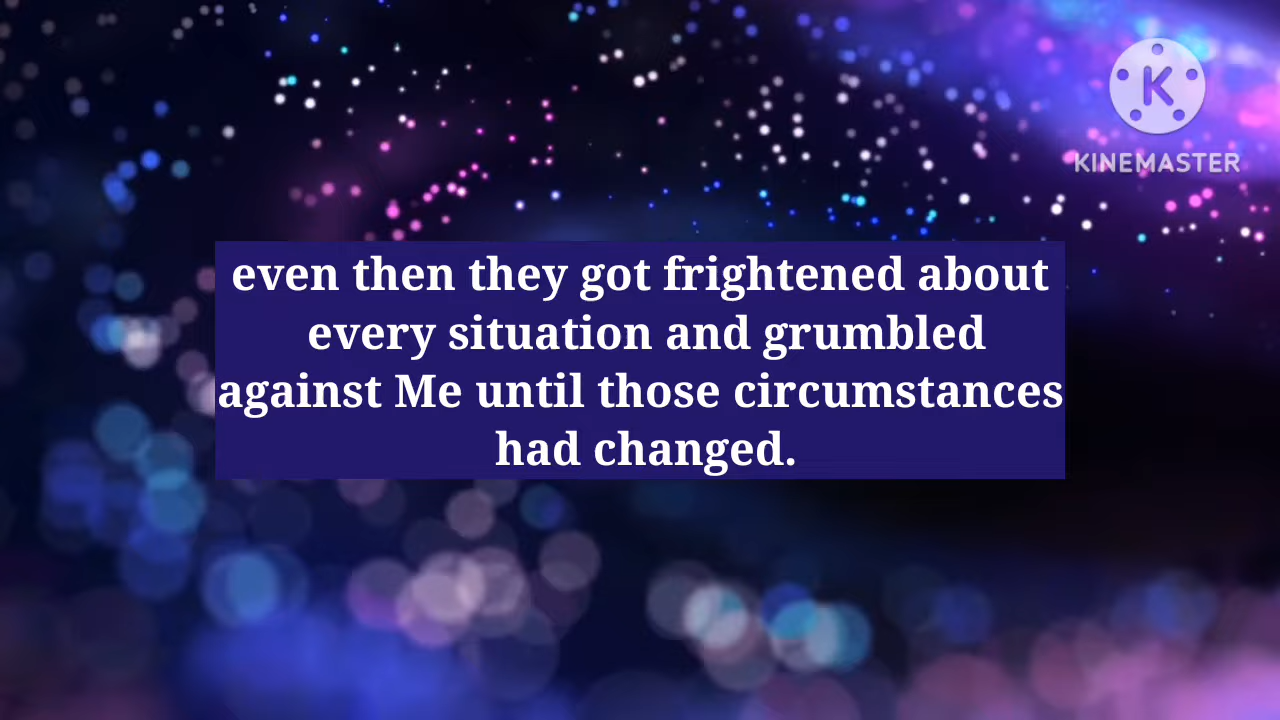 K
KINEMASTER
even then they got frightened about
every situation and grumbled
against Me until those circumstances
had changed.